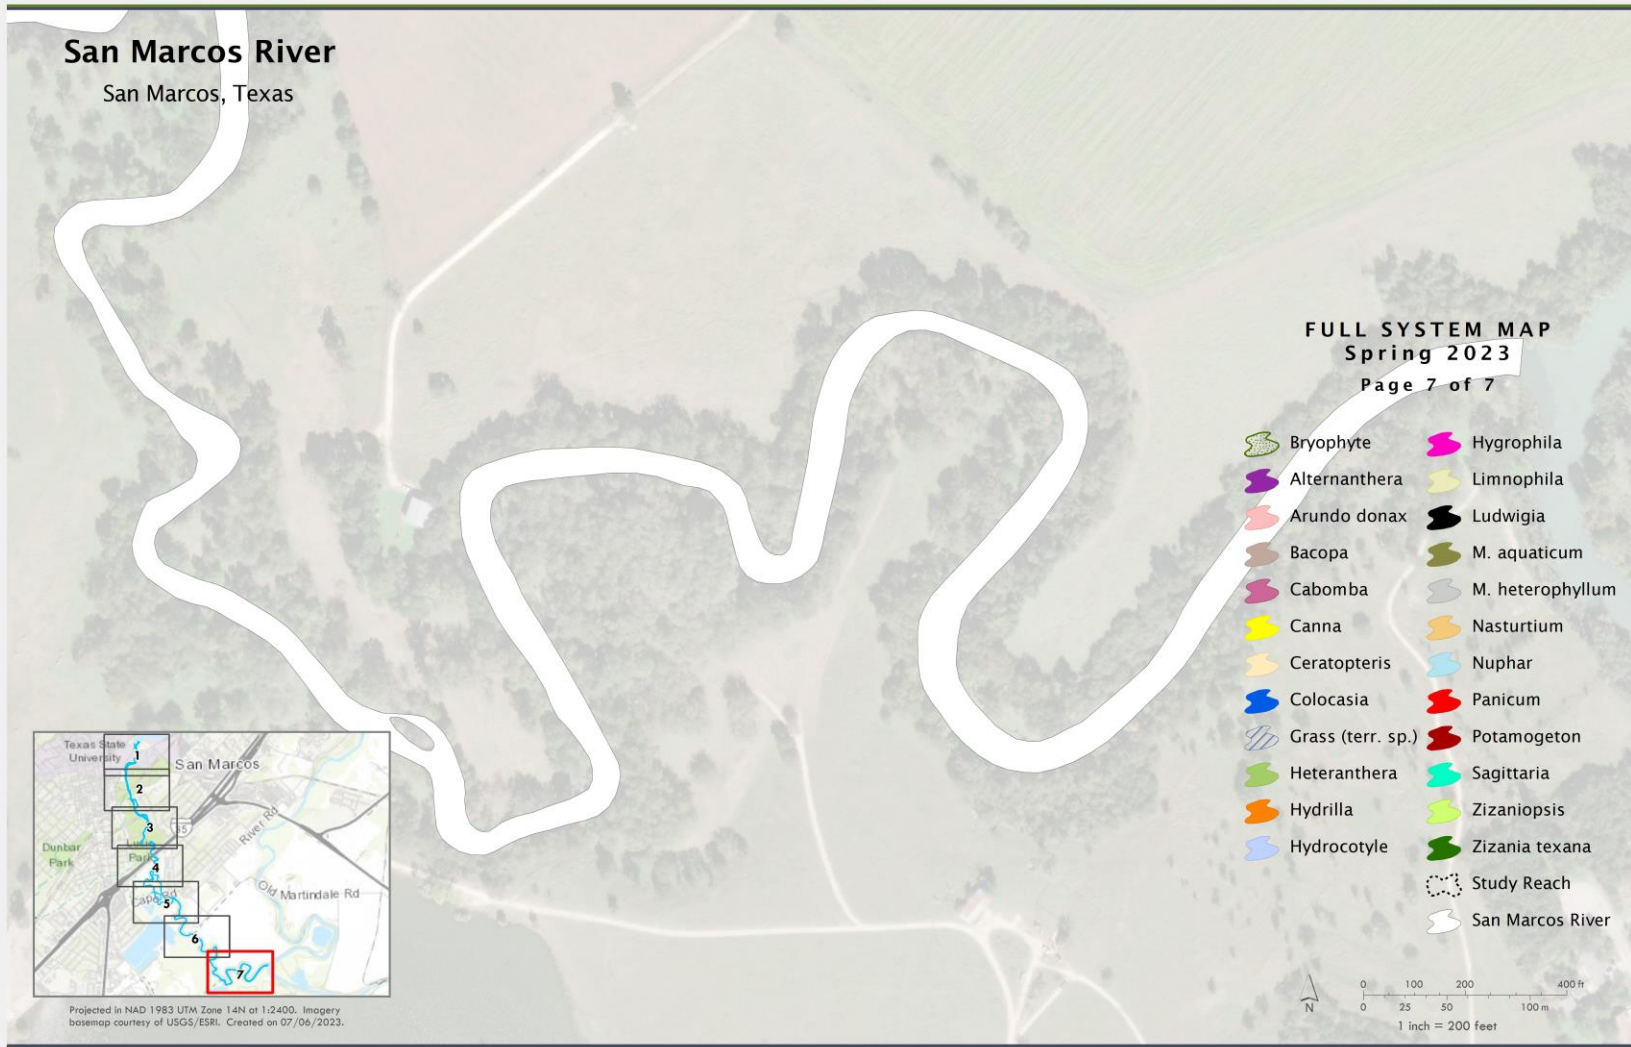 San Marcos River
San Marcos, Texas
FULL SYSTEM MAP
Spring 2023
Page 7 of 7
Bryophyte
Alternanthera
Arundo donax
Bacopa
Cabomba
Canna
Ceratopteris
Colocasia
Grass (terr. sp.)
Heteranthera
Hydrilla
Hydrocotyle
Hygrophila
Limnophila
Ludwigia
M. aquaticum
M. heterophyllum
Nasturtium
Nuphar
Panicum
Potamogeton
Sagittaria
Zizaniopsis
Zizania texana
Study Reach
San Marcos River
Texas State
University
San Marcos
1
2
3
4
5
6
7
River Rd
Dunbar
Park
Park
Old Martindale Rd
Projected in NAD 1983 UTM Zone 14N at 1:2400. Imagery
basemap courtesy of USGS/ESRI. Created on 07/06/2023.
N
0 100 200 400 ft
0 25 50 100 m
1 inch = 200 feet